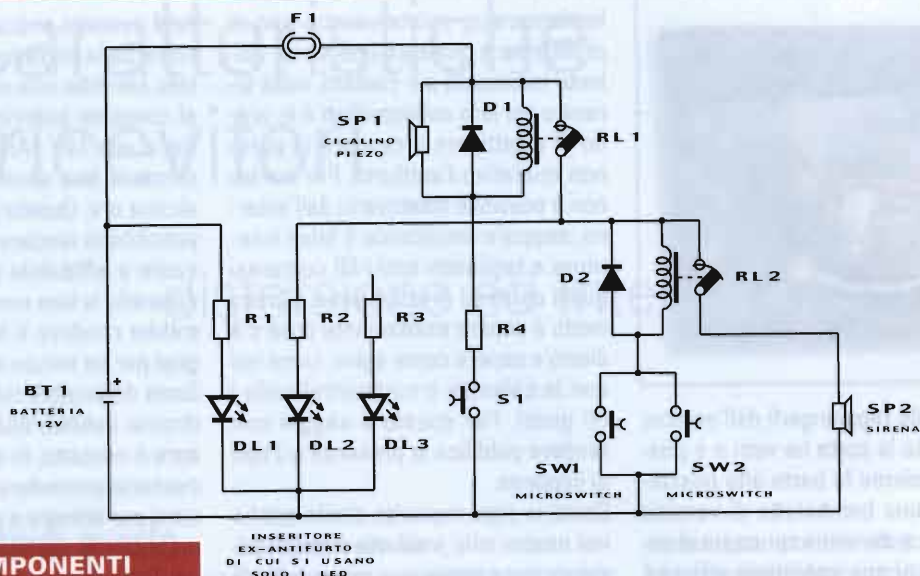 F1
D1
SP1
CICALINO
PIEZO
RL1
D2
RL2
R1
R2
R3
R4
S1
BT1
+
BATTERIA
12V
DL1
DL2
DL3
SP2
SIRENA
SW1
MICROSWITCH
SW2
MICROSWITCH
INSERITORE
EX-ANTIFURTO
DI CUI SI USANO
SOLO I LED
MPONENTI